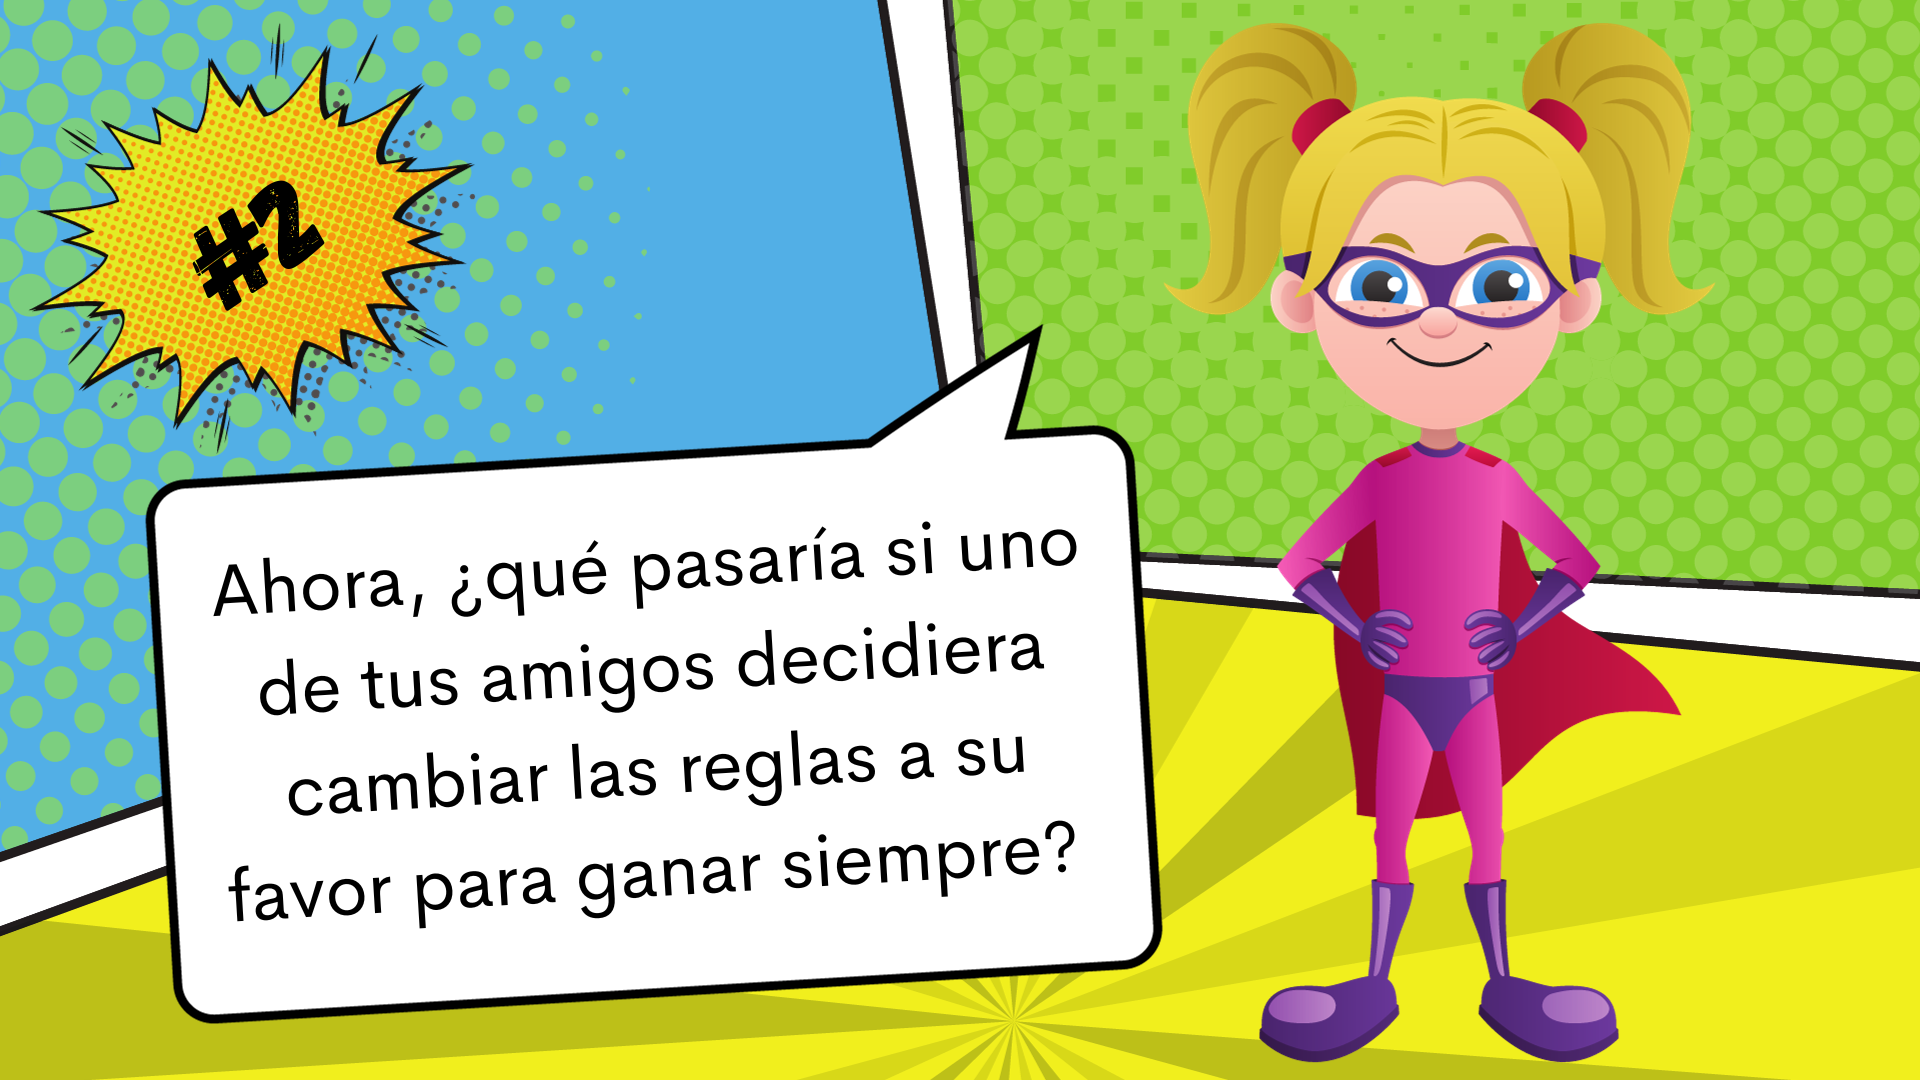 #2
Ahora, ¿qué pasaría si uno
de tus amigos decidiera
cambiar las reglas a su
favor para ganar siempre?